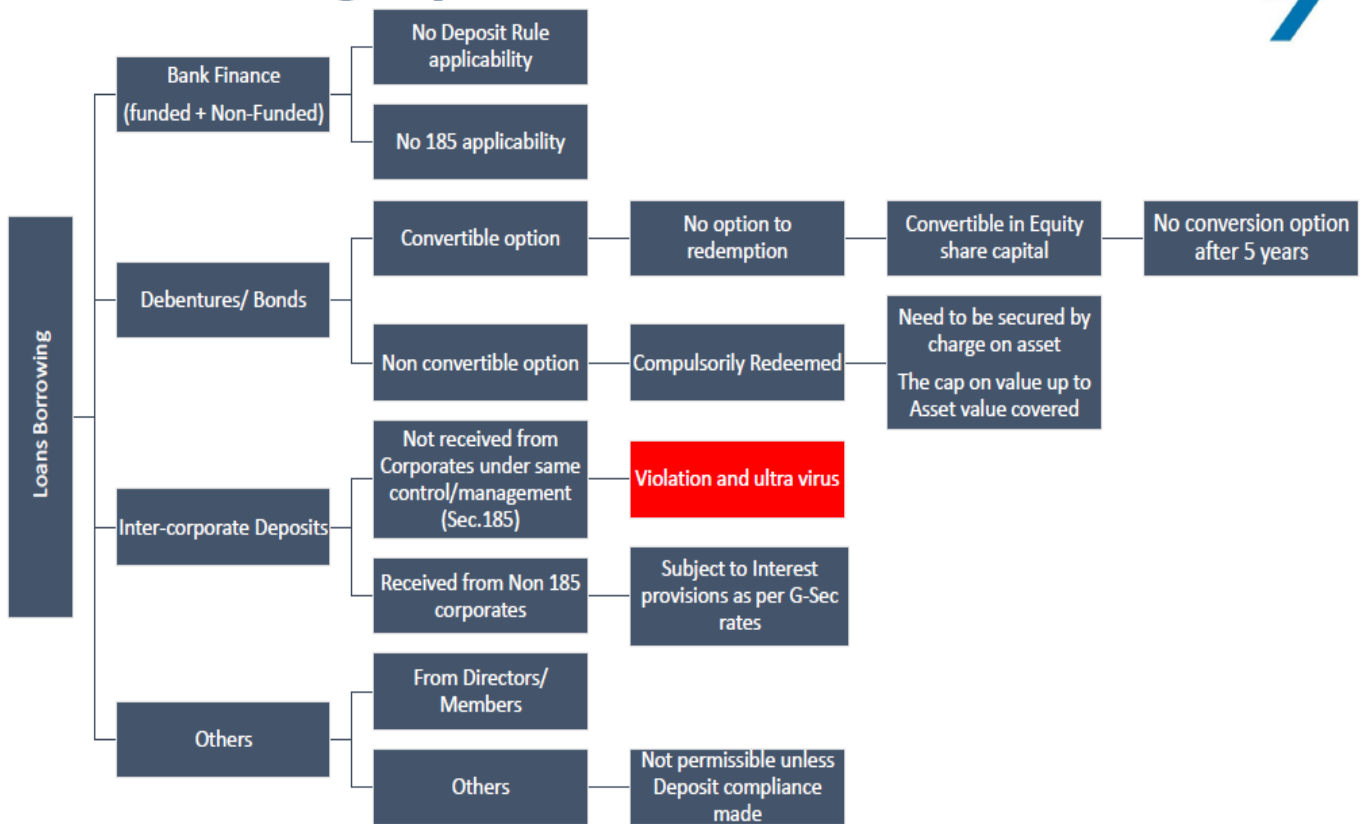 Loans Borrowing
Bank Finance
(funded + Non-Funded)
No Deposit Rule
applicability
No 185 applicability
Debentures/ Bonds
Convertible option
No option to
redemption
Convertible in Equity
share capital
No conversion option
after 5 years
Non convertible option
Compulsorily Redeemed
Need to be secured by
charge on asset
The cap on value up to
Asset value covered
Inter-corporate Deposits
Not received from
Corporates under same
control/management
(Sec.185)
Violation and ultra virus
Received from Non 185
corporates
Subject to Interest
provisions as per G-Sec
rates
Others
From Directors/
Members
Others
Not permissible unless
Deposit compliance
made